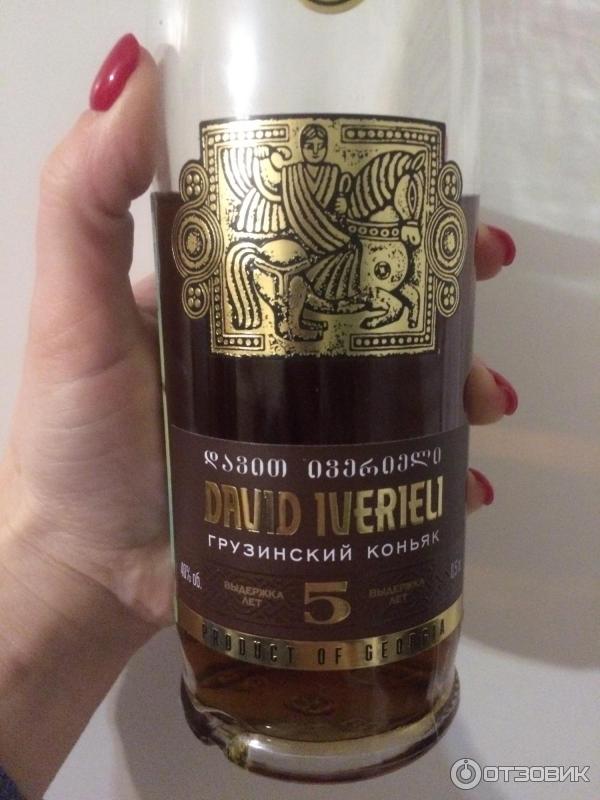 დავით ივერიელი
DAVID IVERIELI
ГРУЗИНСКИЙ КОНЬЯК
40% об.
ВЫДЕРЖКА
ЛЕТ
5
ВЫДЕРЖКА
ЛЕТ
0,5
PRODUCT OF GEORGIA
ОТЗОВИК